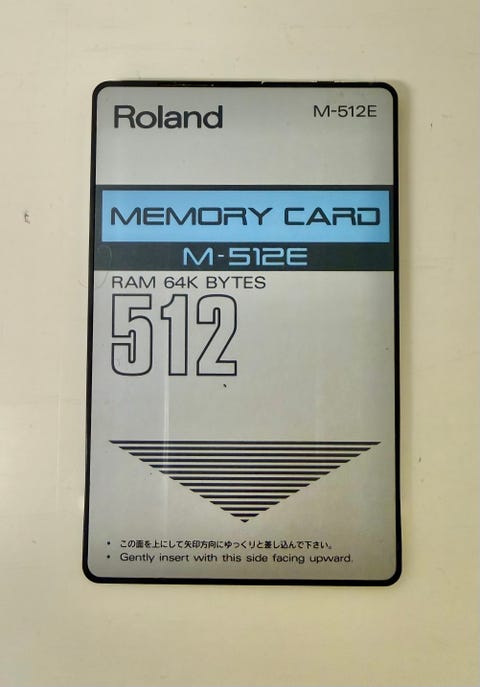 Roland
M-512E
MEMORY CARD
M-512E
RAM 64K BYTES
512
• この面を上にして矢印方向にゆっくりと差し込んで下さい。
• Gently insert with this side facing upward.